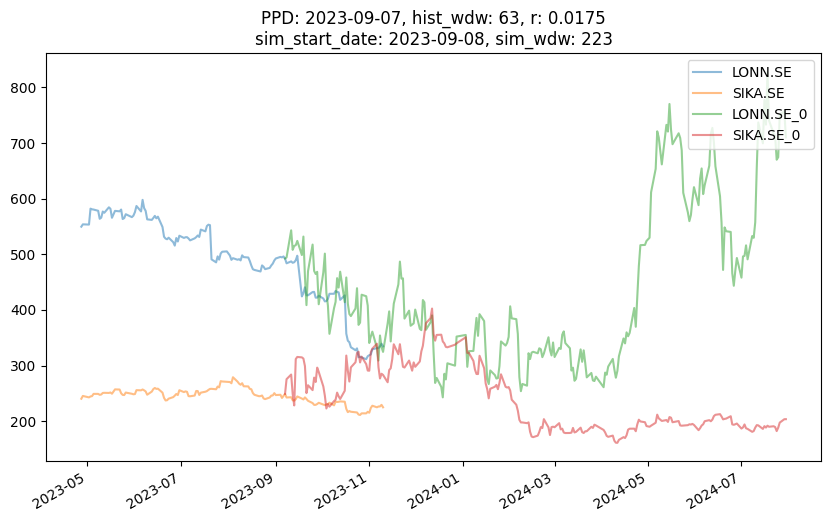 PPD: 2023-09-07, hist_wdw: 63, r: 0.0175
sim_start_date: 2023-09-08, sim_wdw: 223
LONN.SE
SIKA.SE
LONN.SE_0
SIKA.SE_0
800
700
600
500
400
300
200
2023-05
2023-07
2023-09
2023-11
2024-01
2024-03
2024-05
2024-07